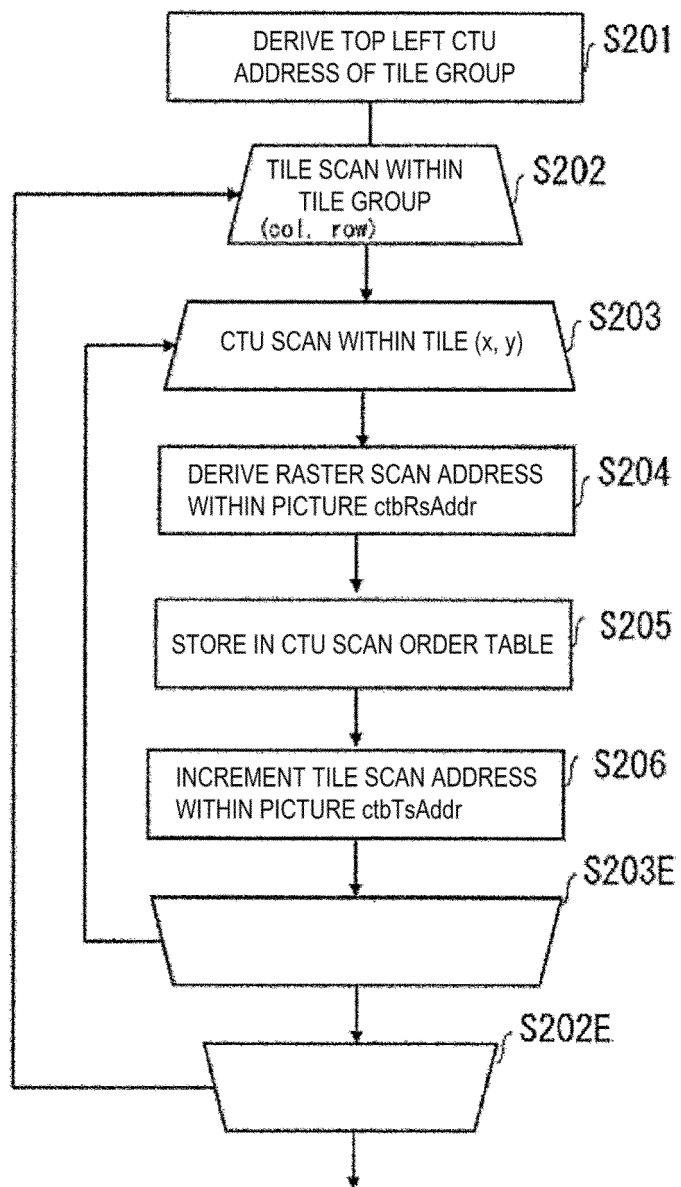 DERIVE TOP LEFT CTU
ADDRESS OF TILE GROUP
S201
TILE SCAN WITHIN
TILE GROUP
(col. row)
S202
CTU SCAN WITHIN TILE (x, y)
S203
DERIVE RASTER SCAN ADDRESS
WITHIN PICTURE ctbRsAddr
S204
STORE IN CTU SCAN ORDER TABLE
S205
INCREMENT TILE SCAN ADDRESS
WITHIN PICTURE ctbTsAddr
S206
S203E
S202E